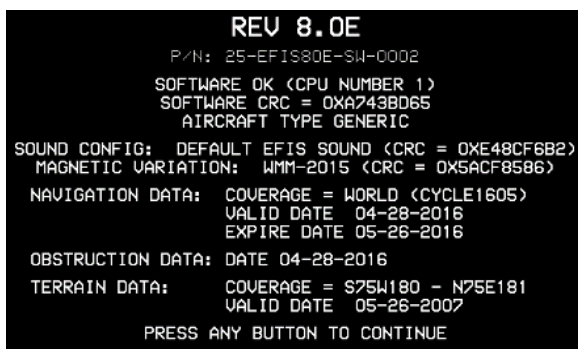 REV 8.0E
P/N: 25-EFIS80E-SW-0002
SOFTWARE OK (CPU NUMBER 1)
SOFTWARE CRC = 0XA743BD65
AIRCRAFT TYPE GENERIC
SOUND CONFIG: DEFAULT EFIS SOUND (CRC = 0XE48CF6B2)
MAGNETIC VARIATION: WMM-2015 (CRC = 0X5ACF8586)
NAVIGATION DATA: COVERAGE = WORLD (CYCLE1605)
VALID DATE 04-28-2016
EXPIRE DATE 05-26-2016
OBSTRUCTION DATA: DATE 04-28-2016
TERRAIN DATA: COVERAGE = S75W180 - N75E181
VALID DATE 05-26-2007
PRESS ANY BUTTON TO CONTINUE